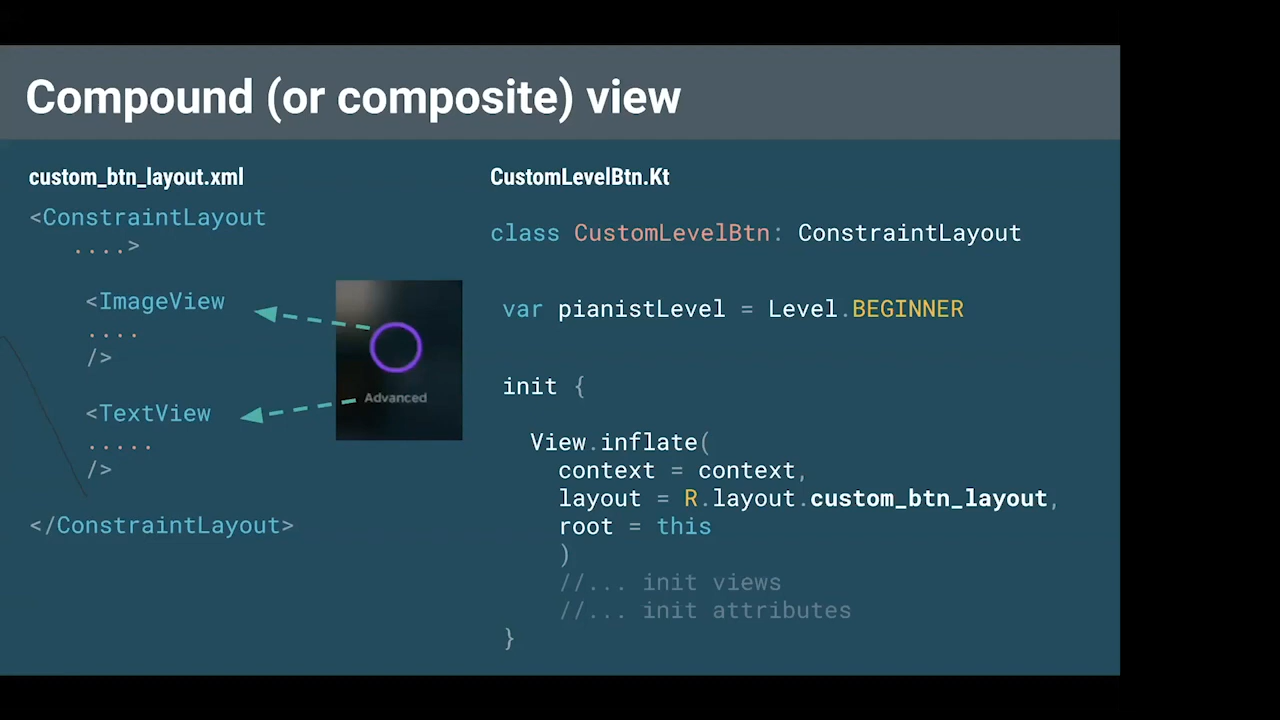 Compound (or composite) view
custom_btn_layout.xml
<ConstraintLayout
....>
<ImageView
....
/>
<TextView
.....
/>
</ConstraintLayout>
Advanced
CustomLevelBtn.Kt
class CustomLevelBtn: ConstraintLayout
var pianistLevel = Level.BEGINNER
init {
View.inflate(
context = context,
layout = R.layout.custom_btn_layout,
root = this
)
//... init views
//... init attributes
}